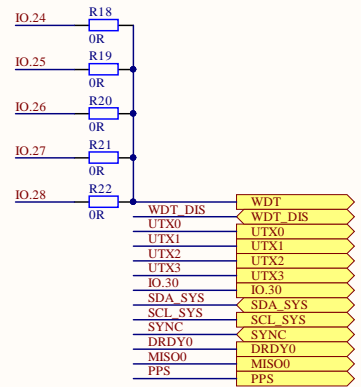 IO.24 R18
0R
IO.25 R19
0R
IO.26 R20
0R
IO.27 R21
0R
IO.28 R22
0R
WDT
WDT_DIS WDT_DIS
UTX0 UTX0
UTX1 UTX1
UTX2 UTX2
UTX3 UTX3
IO.30 IO.30
SDA_SYS SDA_SYS
SCL_SYS SCL_SYS
SYNC SYNC
DRDY0 DRDY0
MISO0 MISO0
PPS PPS